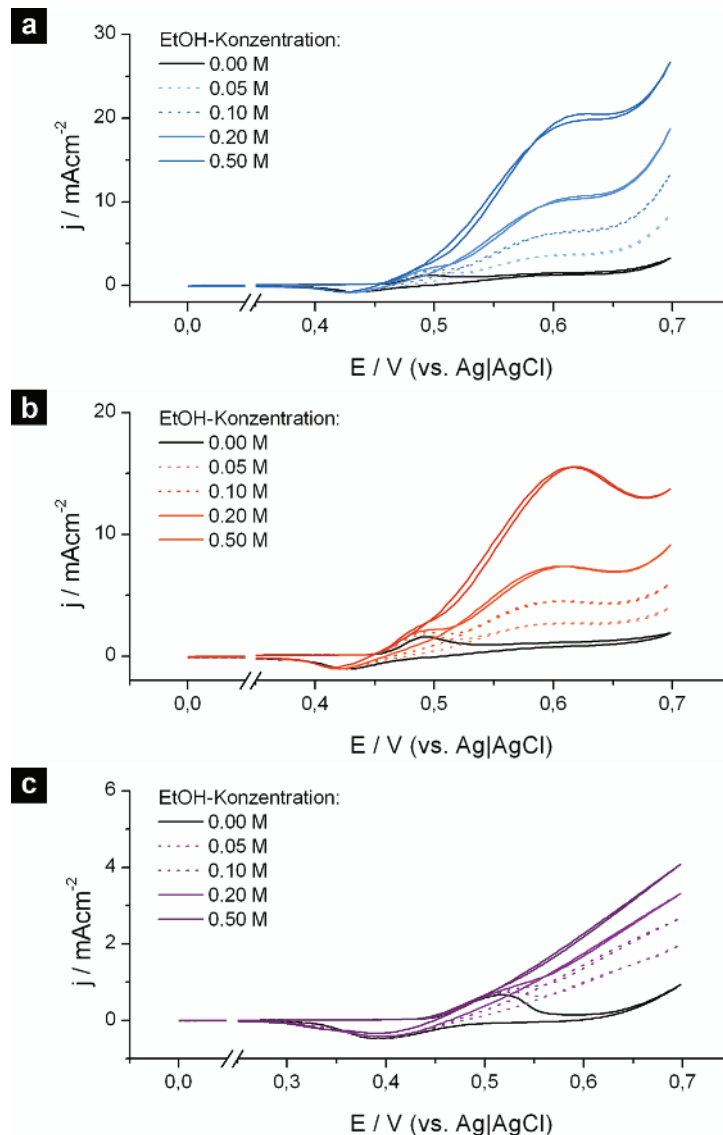 a
EtOH-Konzentration:
0.00 M
0.05 M
0.10 M
0.20 M
0.50 M
30
20
10
0
j / mAcm⁻²
0,0
0,4
0,5
0,6
0,7
E / V (vs. Ag|AgCl)
b
EtOH-Konzentration:
0.00 M
0.05 M
0.10 M
0.20 M
0.50 M
20
10
0
j / mAcm⁻²
0,0
0,4
0,5
0,6
0,7
E / V (vs. Ag|AgCl)
c
EtOH-Konzentration:
0.00 M
0.05 M
0.10 M
0.20 M
0.50 M
6
4
2
0
j / mAcm⁻²
0,0
0,3
0,4
0,5
0,6
0,7
E / V (vs. Ag|AgCl)